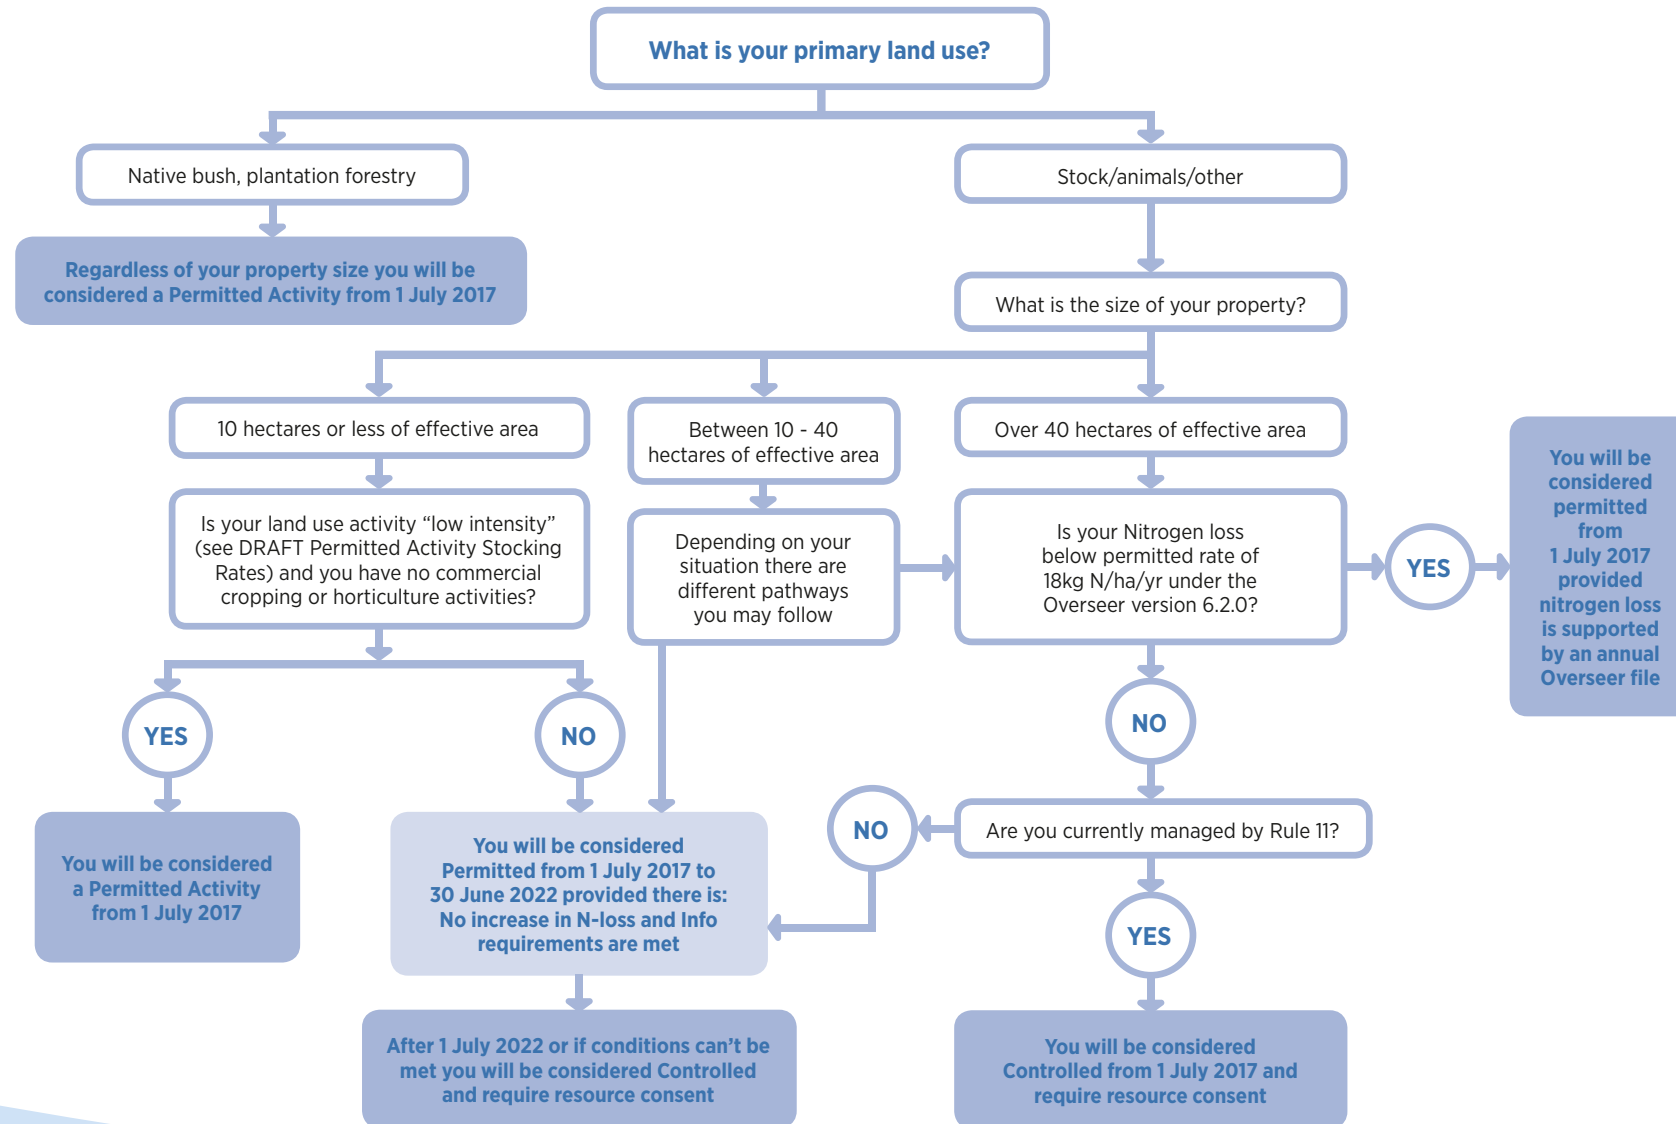 What is your primary land use?
Native bush, plantation forestry
Stock/animals/other
Regardless of your property size you will be
considered a Permitted Activity from 1 July 2017
What is the size of your property?
10 hectares or less of effective area
Between 10 - 40
hectares of effective area
Over 40 hectares of effective area
Is your land use activity “low intensity”
(see DRAFT Permitted Activity Stocking
Rates) and you have no commercial
cropping or horticulture activities?
Depending on your
situation there are
different pathways
you may follow
Is your Nitrogen loss
below permitted rate of
18kg N/ha/yr under the
Overseer version 6.2.0?
YES
You will be
considered
permitted
from
1 July 2017
provided
nitrogen loss
is supported
by an annual
Overseer file
YES
NO
NO
You will be considered
a Permitted Activity
from 1 July 2017
You will be considered
Permitted from 1 July 2017 to
30 June 2022 provided there is:
No increase in N-loss and Info
requirements are met
NO
Are you currently managed by Rule 11?
YES
After 1 July 2022 or if conditions can’t be
met you will be considered Controlled
and require resource consent
You will be considered
Controlled from 1 July 2017 and
require resource consent